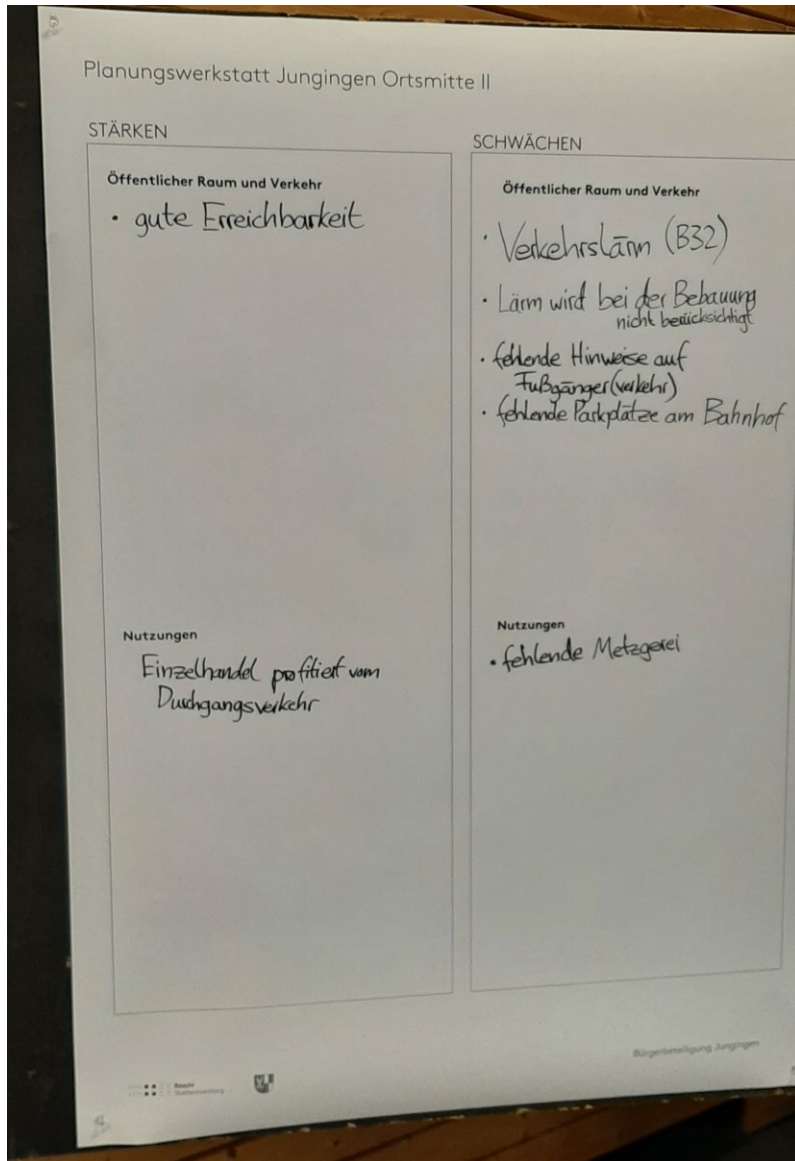 Planungswerkstatt Jungingen Ortsmitte II
STÄRKEN
Öffentlicher Raum und Verkehr
• gute Erreichbarkeit
Nutzungen
Einzelhandel profitiert vom
Durchgangsverkehr
SCHWÄCHEN
Öffentlicher Raum und Verkehr
• Verkehrslärm (B32)
• Lärm wird bei der Bebauung
nicht berücksichtigt
• fehlende Hinweise auf
Fußgänger(verkehr)
• fehlende Parkplätze am Bahnhof
Nutzungen
• fehlende Metzgerei
Bürgerbeteiligung Jungingen